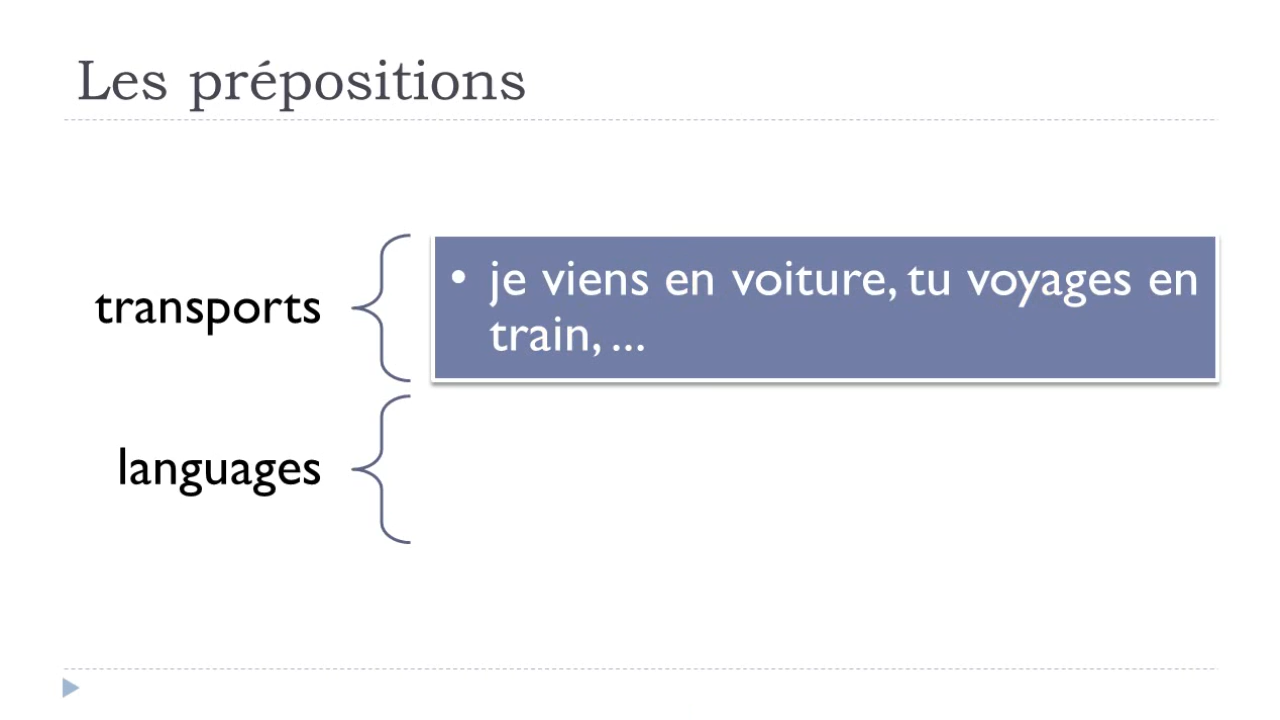 Les prépositions
transports
• je viens en voiture, tu voyages en
train, ...
languages